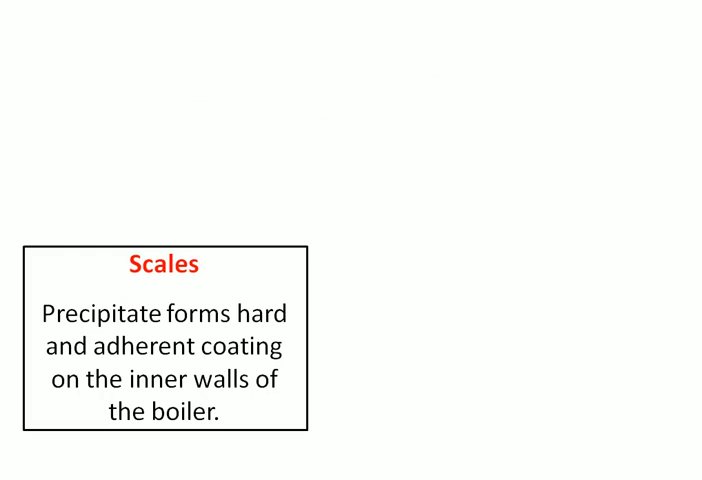 Scales
Precipitate forms hard
and adherent coating
on the inner walls of
the boiler.